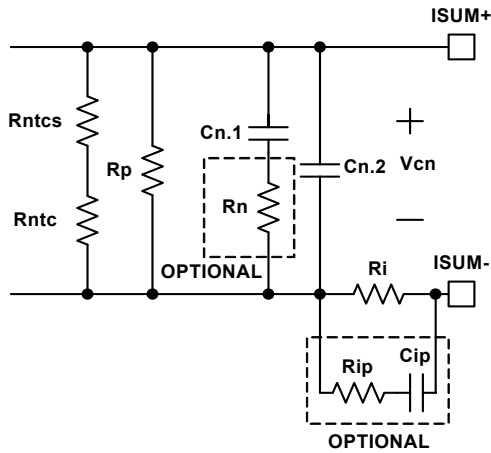 ISUM+
Rntcs
Cn.1
+
Rp
Cn.2
Vcn
Rn
Rntc
−
OPTIONAL
Ri
ISUM-
Rip
Cip
OPTIONAL